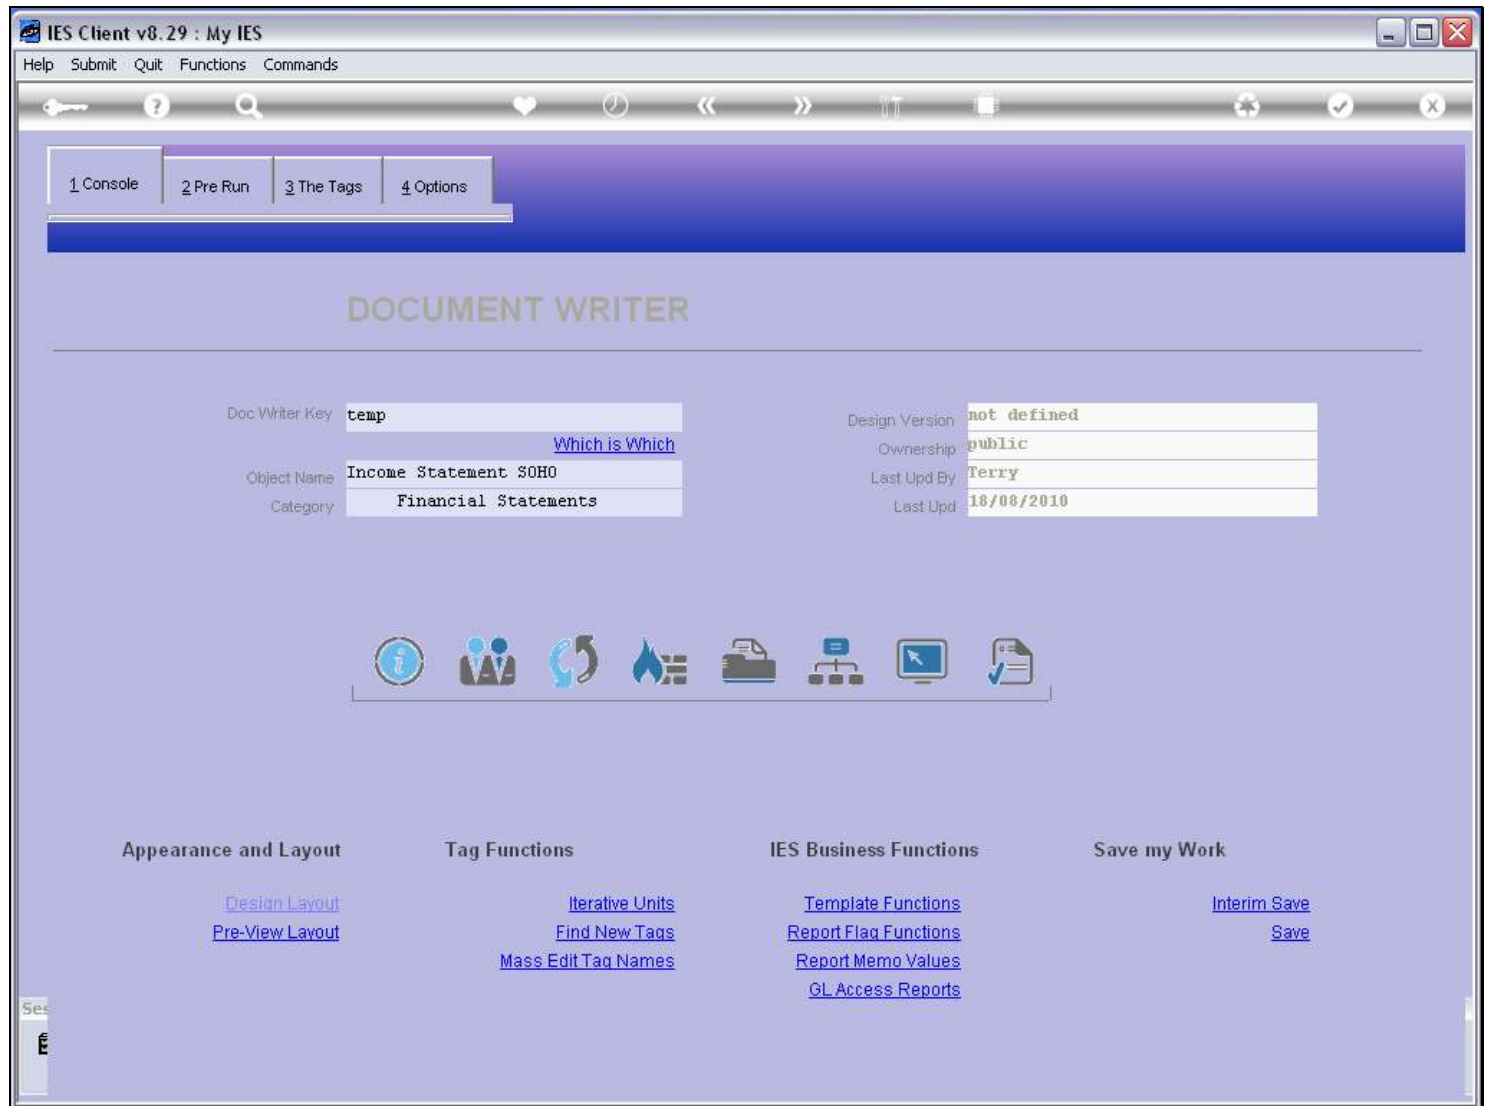 IES Client v8.29 : My IES
Help Submit Quit Functions Commands
1 Console 2 Pre Run 3 The Tags 4 Options
DOCUMENT WRITER
Doc Writer Key temp
Which is Which
Object Name Income Statement SOHO
Category Financial Statements
Design Version not defined
Ownership public
Last Upd By Terry
Last Upd 18/08/2010
Appearance and Layout
Design Layout
Pre-View Layout
Tag Functions
Iterative Units
Find New Tags
Mass Edit Tag Names
IES Business Functions
Template Functions
Report Flag Functions
Report Memo Values
GL Access Reports
Save my Work
Interim Save
Save
Ses